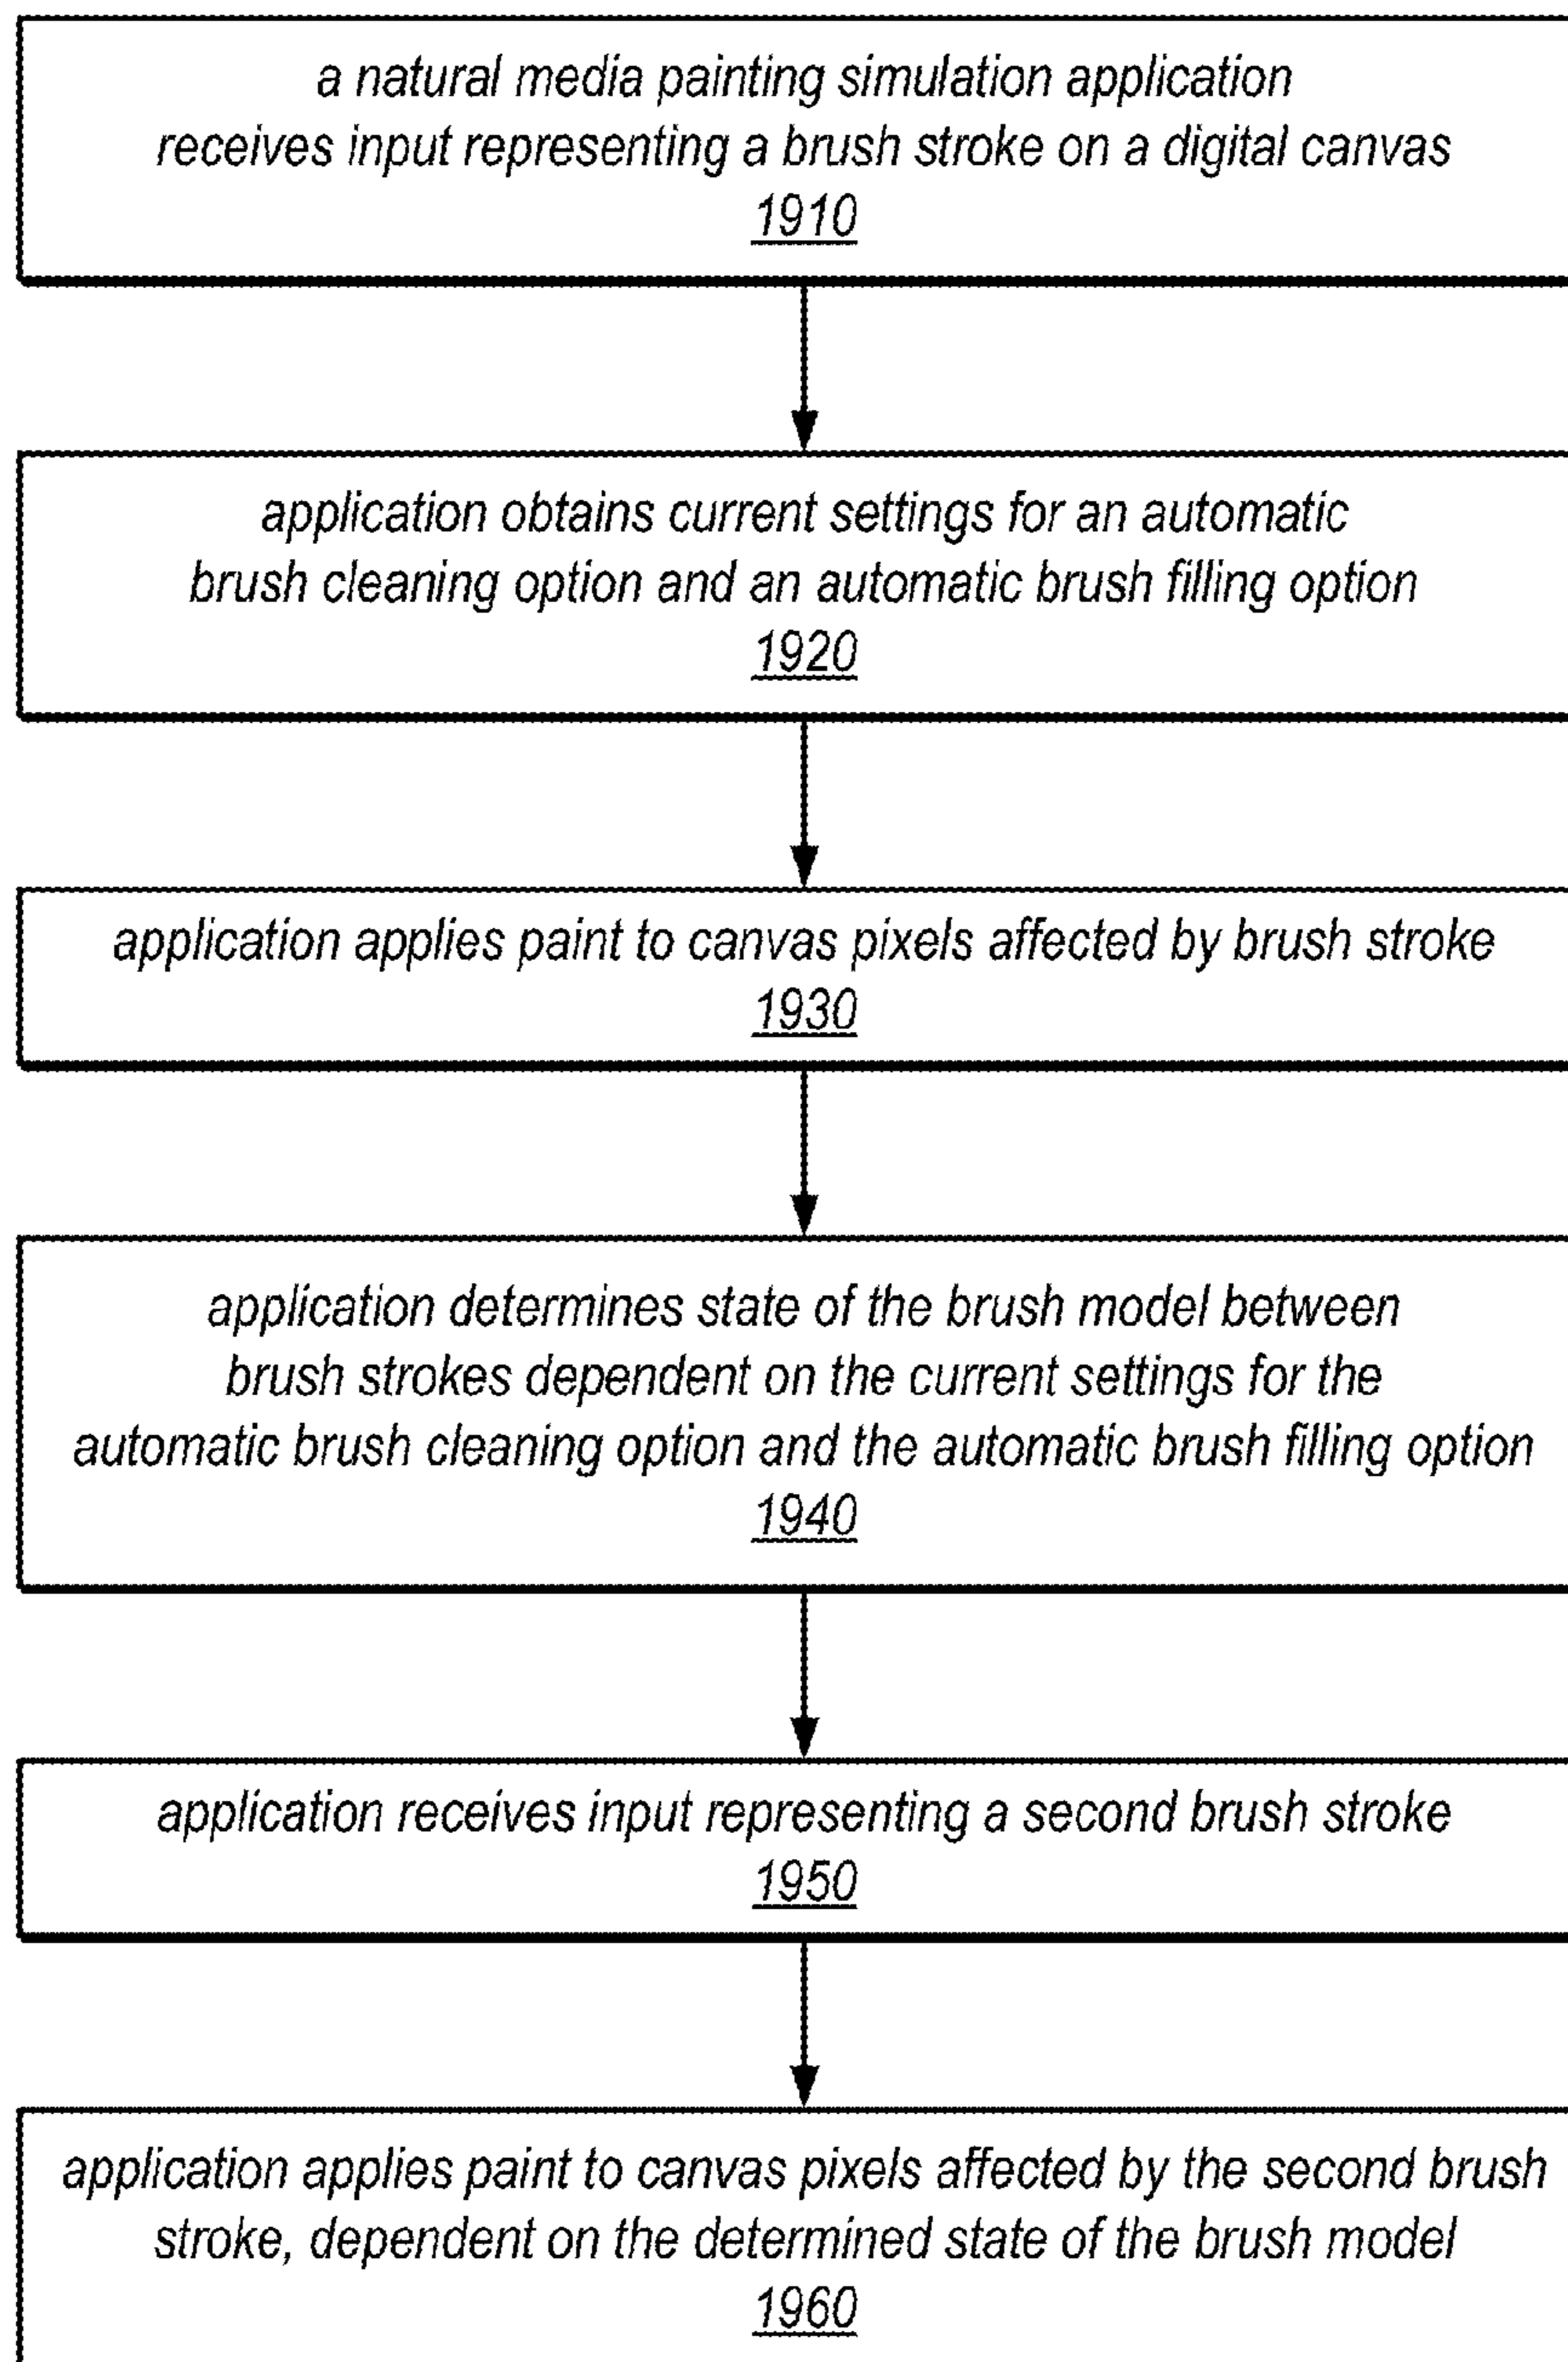 a natural media painting simulation application
receives input representing a brush stroke on a digital canvas
1910
application obtains current settings for an automatic
brush cleaning option and an automatic brush filling option
1920
application applies paint to canvas pixels affected by brush stroke
1930
application determines state of the brush model between
brush strokes dependent on the current settings for the
automatic brush cleaning option and the automatic brush filling option
1940
application receives input representing a second brush stroke
1950
application applies paint to canvas pixels affected by the second brush
stroke, dependent on the determined state of the brush model
1960